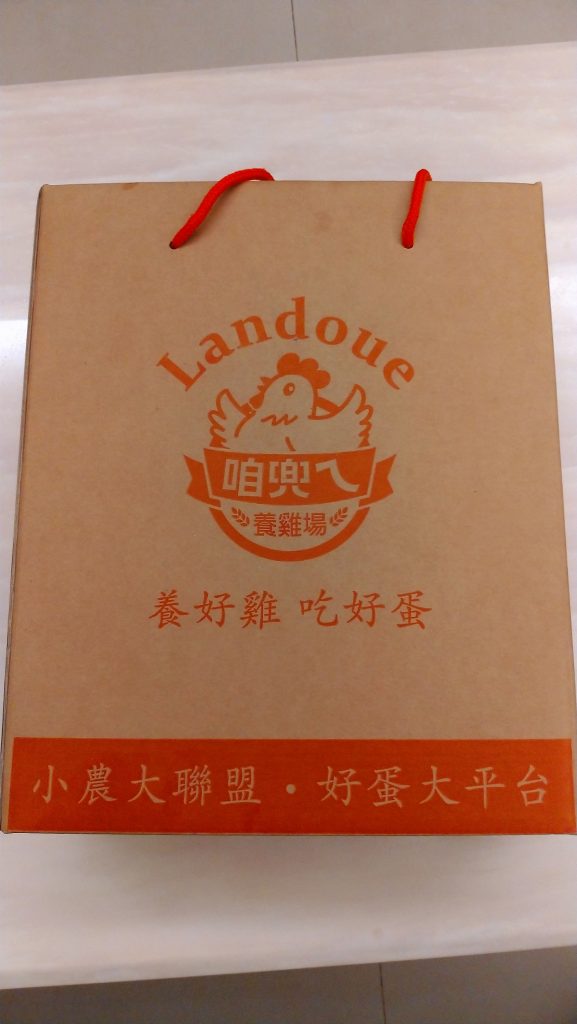 Landoue
咱兜ㄟ
養雞場
養好雞 吃好蛋
小農大聯盟・好蛋大平台